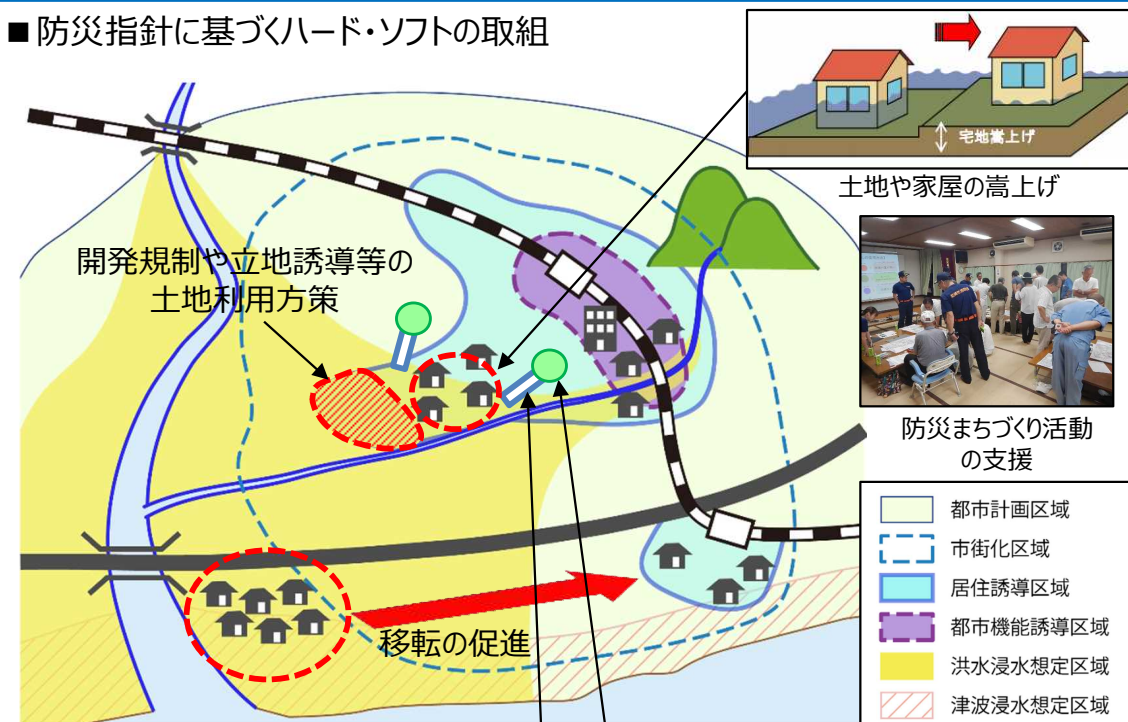 ■防災指針に基づくハード・ソフトの取組
宅地嵩上げ
土地や家屋の嵩上げ
開発規制や立地誘導等の
土地利用方策
防災まちづくり活動
の支援
移転の促進
都市計画区域
市街化区域
居住誘導区域
都市機能誘導区域
洪水浸水想定区域
津波浸水想定区域